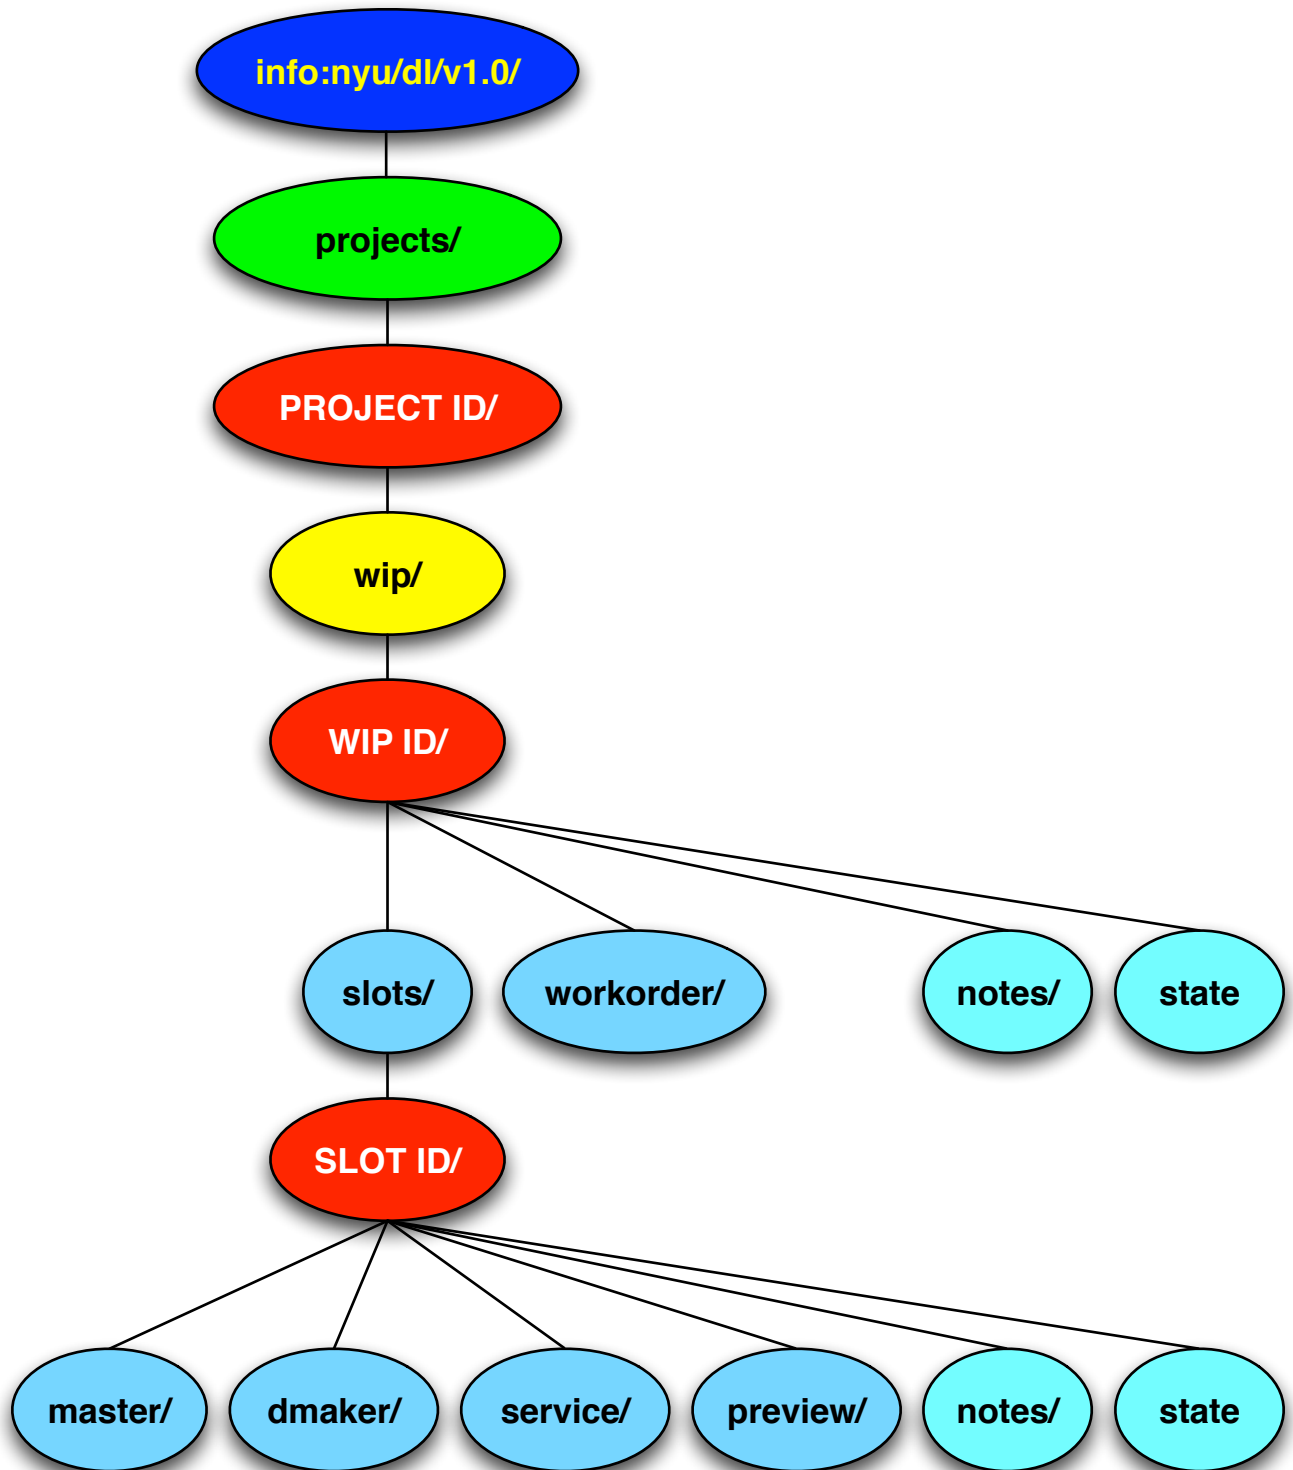 info:nyu/dl/v1.0/
projects/
PROJECT ID/
wip/
WIP ID/
slots/
workorder/
notes/
state
SLOT ID/
master/
dmaker/
service/
preview/
notes/
state